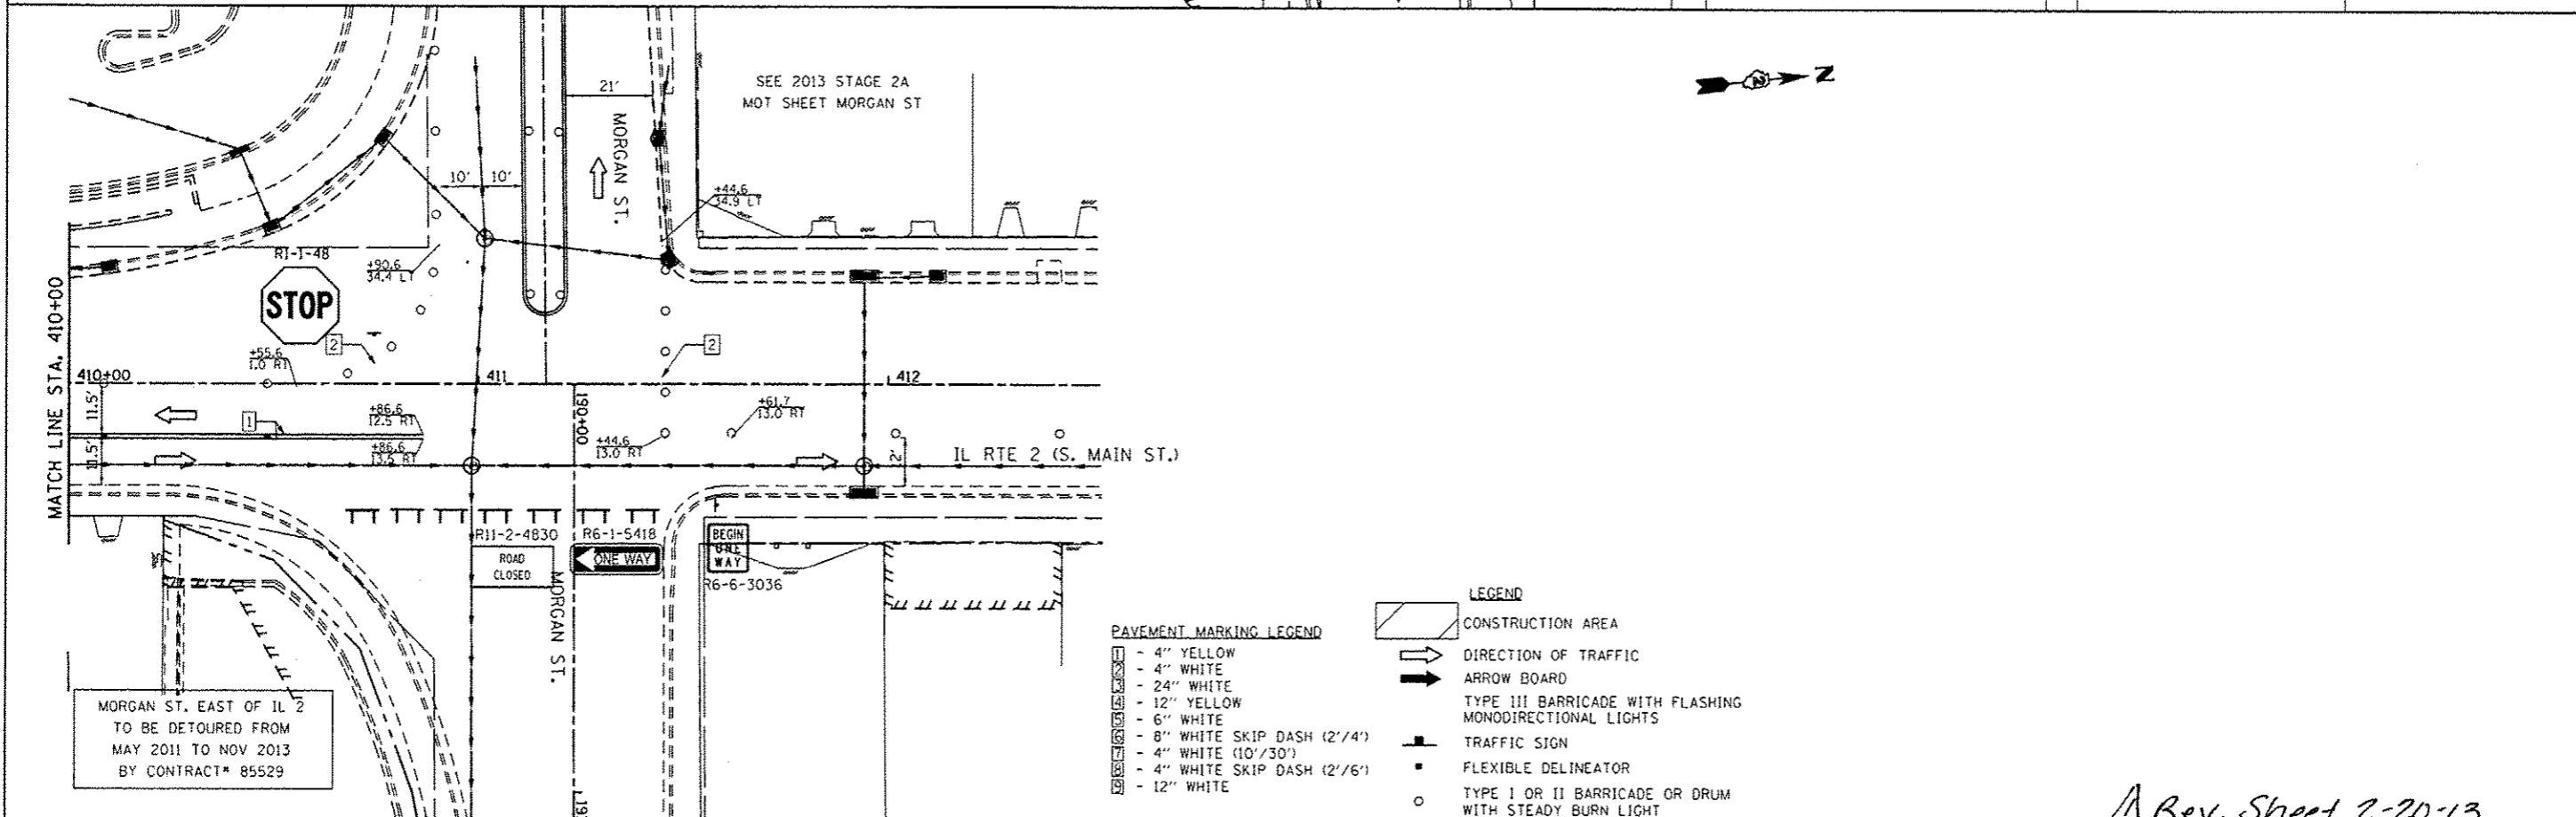 SEE 2013 STAGE 2A
MOT SHEET MORGAN ST
N
21'
MORGAN ST.
10' 10'
+44.6
34.9 LT
R1-1-48
STOP
+90.6
34.4 LT
2
2
+55.6
1.0 RT
MATCH LINE STA. 410+00
410+00
411
412
11.5'
11.5'
1
+86.6
12.5 RT
+86.6
13.5 RT
190+00
+44.6
13.0 RT
+61.7
13.0 RT
12'
IL RTE 2 (S. MAIN ST.)
R11-2-4830
ROAD
CLOSED
R6-1-5418
ONE WAY
BEGIN
ONE
WAY
R6-6-3036
MORGAN ST.
MORGAN ST. EAST OF IL 2
TO BE DETOURED FROM
MAY 2011 TO NOV 2013
BY CONTRACT# 85529
PAVEMENT MARKING LEGEND
1 - 4" YELLOW
2 - 4" WHITE
3 - 24" WHITE
4 - 12" YELLOW
5 - 6" WHITE
6 - 8" WHITE SKIP DASH (2'/4')
7 - 4" WHITE (10'/30')
8 - 4" WHITE SKIP DASH (2'/6')
9 - 12" WHITE
LEGEND
CONSTRUCTION AREA
DIRECTION OF TRAFFIC
ARROW BOARD
TYPE III BARRICADE WITH FLASHING
MONODIRECTIONAL LIGHTS
TRAFFIC SIGN
FLEXIBLE DELINEATOR
TYPE I OR II BARRICADE OR DRUM
WITH STEADY BURN LIGHT
Rev. Sheet 2-20-13